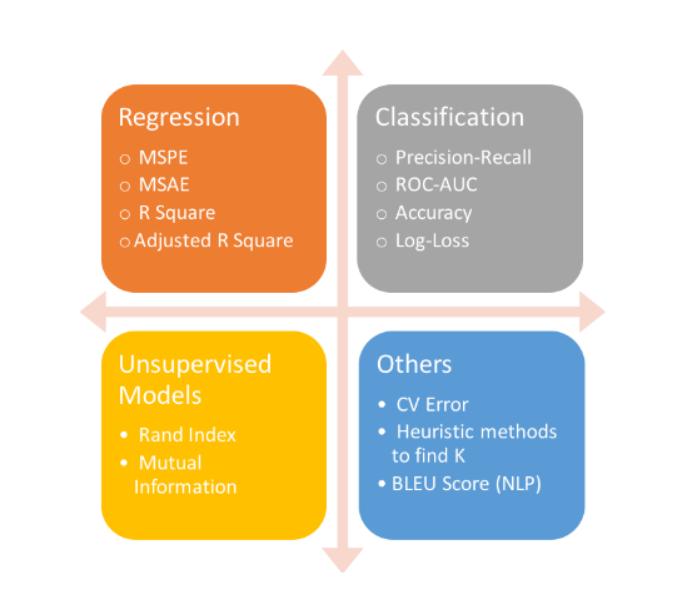 Regression
○ MSPE
○ MSAE
○ R Square
○ Adjusted R Square
Classification
○ Precision-Recall
○ ROC-AUC
○ Accuracy
○ Log-Loss
Unsupervised
Models
• Rand Index
• Mutual
Information
Others
• CV Error
• Heuristic methods
to find K
• BLEU Score (NLP)